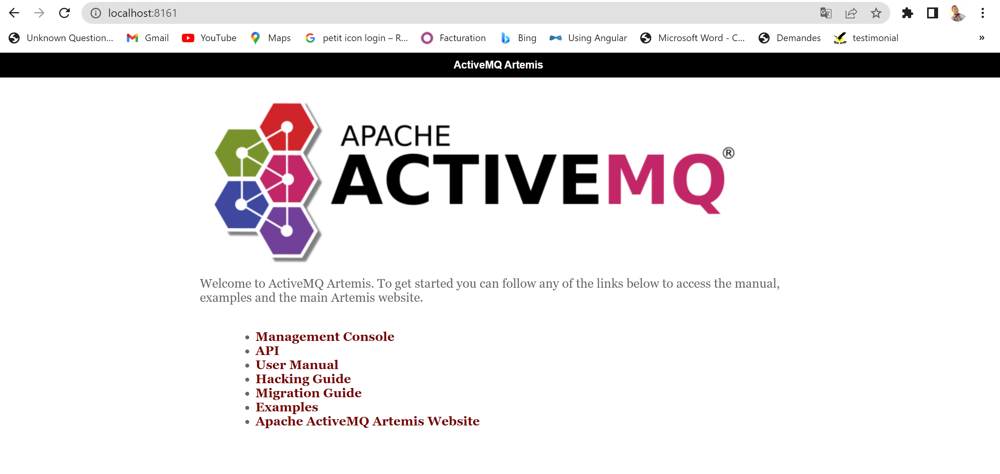 localhost:8161
Unknown Question... Gmail YouTube Maps petit icon login – R... Facturation Bing Using Angular Microsoft Word - C... Demandes testimonial »
ActiveMQ Artemis
APACHE
ACTIVEMQ®
Welcome to ActiveMQ Artemis. To get started you can follow any of the links below to access the manual,
examples and the main Artemis website.
• Management Console
• API
• User Manual
• Hacking Guide
• Migration Guide
• Examples
• Apache ActiveMQ Artemis Website